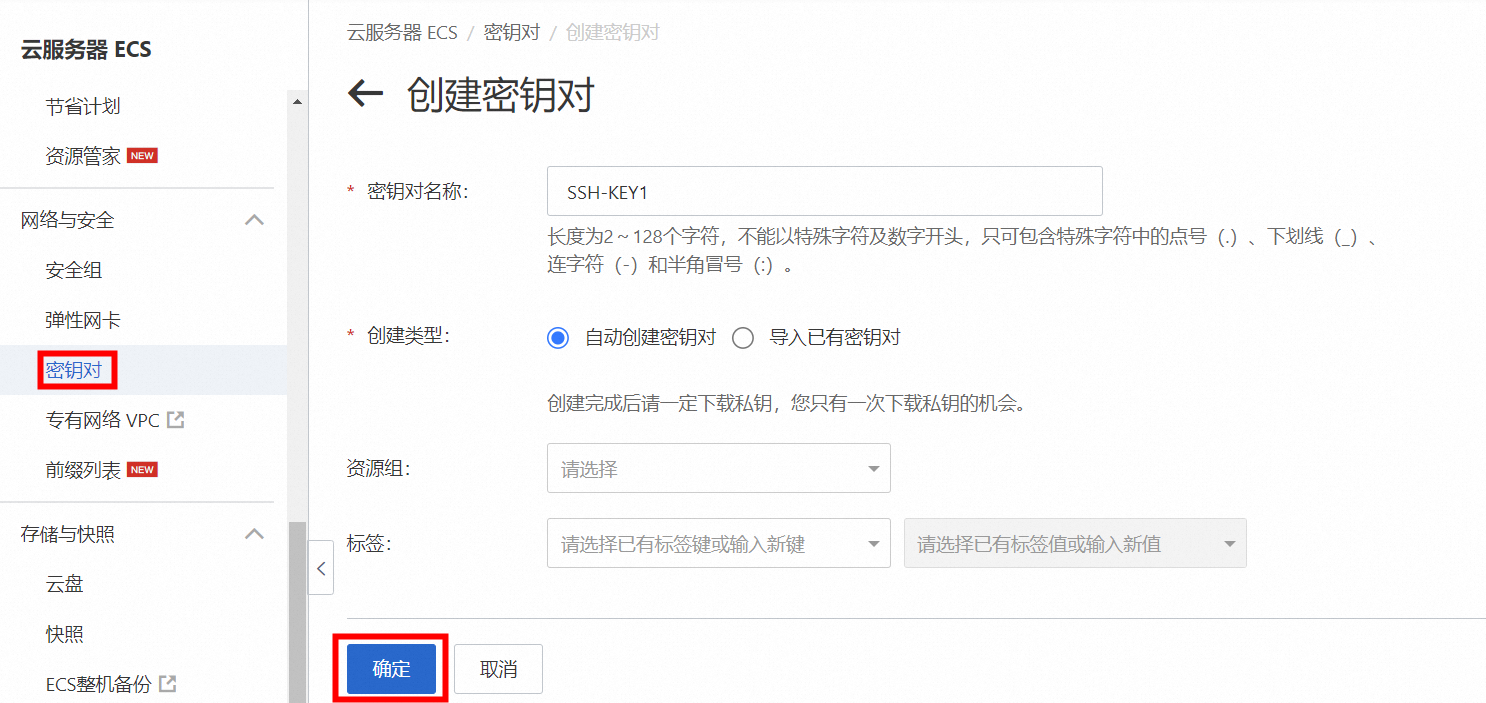 云服务器 ECS
节省计划
资源管家 NEW
网络与安全
安全组
弹性网卡
密钥对
专有网络 VPC
前缀列表 NEW
存储与快照
云盘
快照
ECS整机备份
云服务器 ECS / 密钥对 / 创建密钥对
创建密钥对
* 密钥对名称:
SSH-KEY1
长度为2～128个字符，不能以特殊字符及数字开头，只可包含特殊字符中的点号（.）、下划线（_）、
连字符（-）和半角冒号（:）。
* 创建类型:
自动创建密钥对 导入已有密钥对
创建完成后请一定下载私钥，您只有一次下载私钥的机会。
资源组:
请选择
标签:
请选择已有标签键或输入新键 请选择已有标签值或输入新值
确定 取消